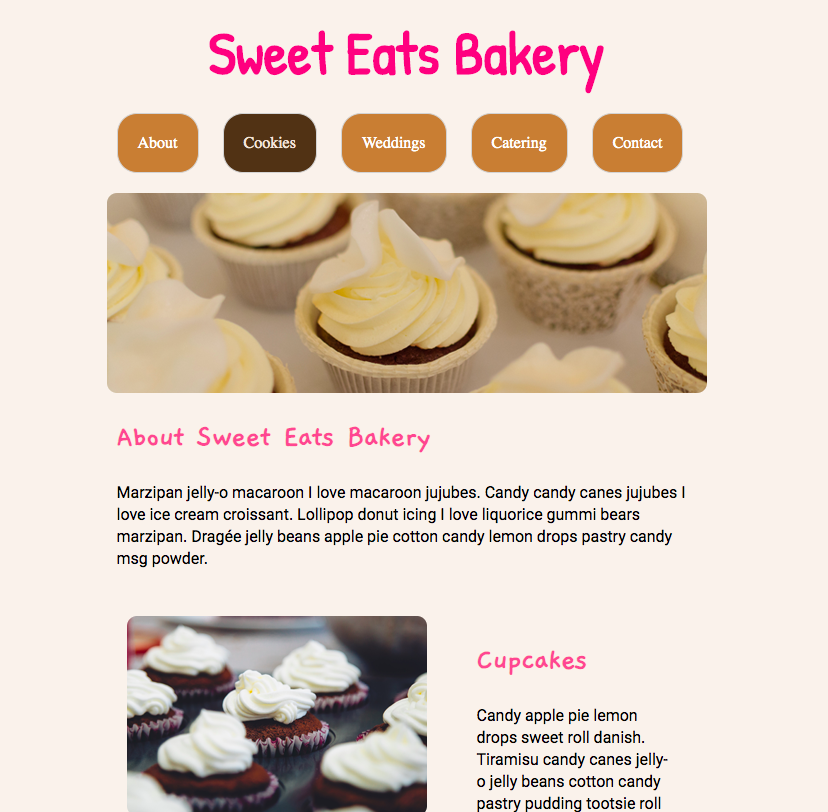 Sweet Eats Bakery
About Cookies Weddings Catering Contact
About Sweet Eats Bakery
Marzipan jelly-o macaroon I love macaroon jujubes. Candy candy canes jujubes I
love ice cream croissant. Lollipop donut icing I love liquorice gummi bears
marzipan. Dragée jelly beans apple pie cotton candy lemon drops pastry candy
msg powder.
Cupcakes
Candy apple pie lemon
drops sweet roll danish.
Tiramisu candy canes jelly-
o jelly beans cotton candy
pastry pudding tootsie roll